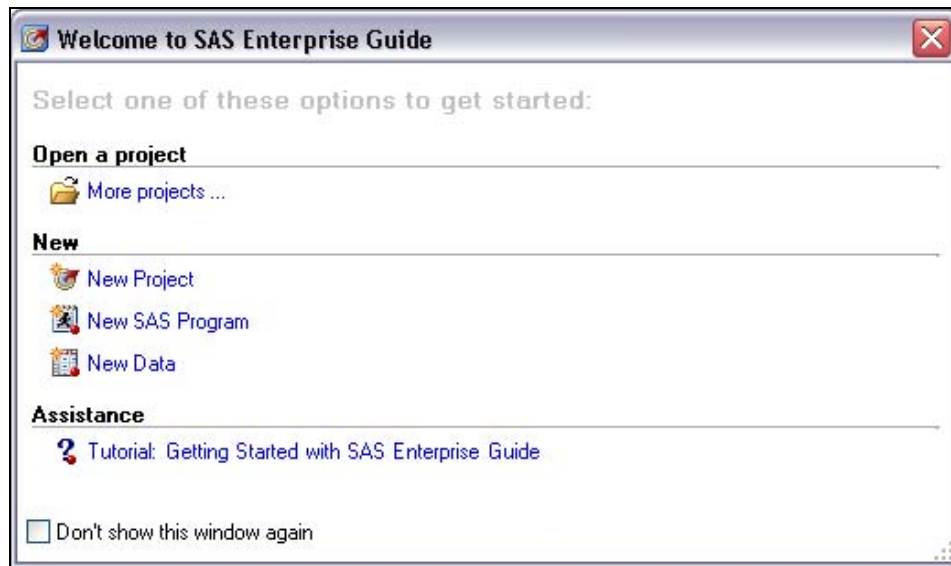 Welcome to SAS Enterprise Guide
Select one of these options to get started:
Open a project
More projects ...
New
New Project
New SAS Program
New Data
Assistance
Tutorial: Getting Started with SAS Enterprise Guide
Don't show this window again